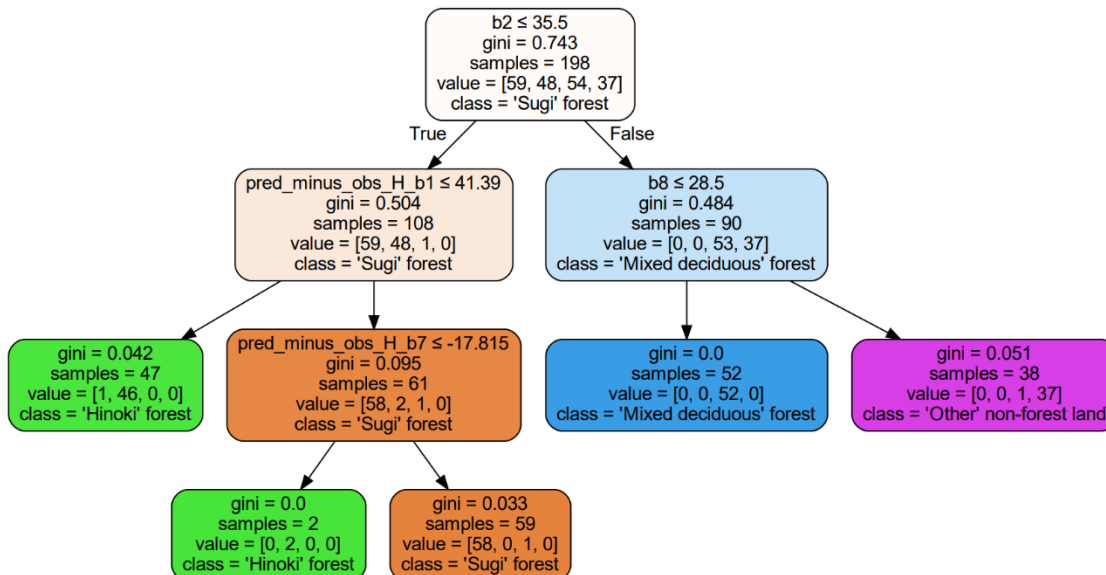 b2 ≤ 35.5
gini = 0.743
samples = 198
value = [59, 48, 54, 37]
class = 'Sugi' forest
True
False
pred_minus_obs_H_b1 ≤ 41.39
gini = 0.504
samples = 108
value = [59, 48, 1, 0]
class = 'Sugi' forest
b8 ≤ 28.5
gini = 0.484
samples = 90
value = [0, 0, 53, 37]
class = 'Mixed deciduous' forest
gini = 0.042
samples = 47
value = [1, 46, 0, 0]
class = 'Hinoki' forest
pred_minus_obs_H_b7 ≤ -17.815
gini = 0.095
samples = 61
value = [58, 2, 1, 0]
class = 'Sugi' forest
gini = 0.0
samples = 52
value = [0, 0, 52, 0]
class = 'Mixed deciduous' forest
gini = 0.051
samples = 38
value = [0, 0, 1, 37]
class = 'Other' non-forest land
gini = 0.0
samples = 2
value = [0, 2, 0, 0]
class = 'Hinoki' forest
gini = 0.033
samples = 59
value = [58, 0, 1, 0]
class = 'Sugi' forest